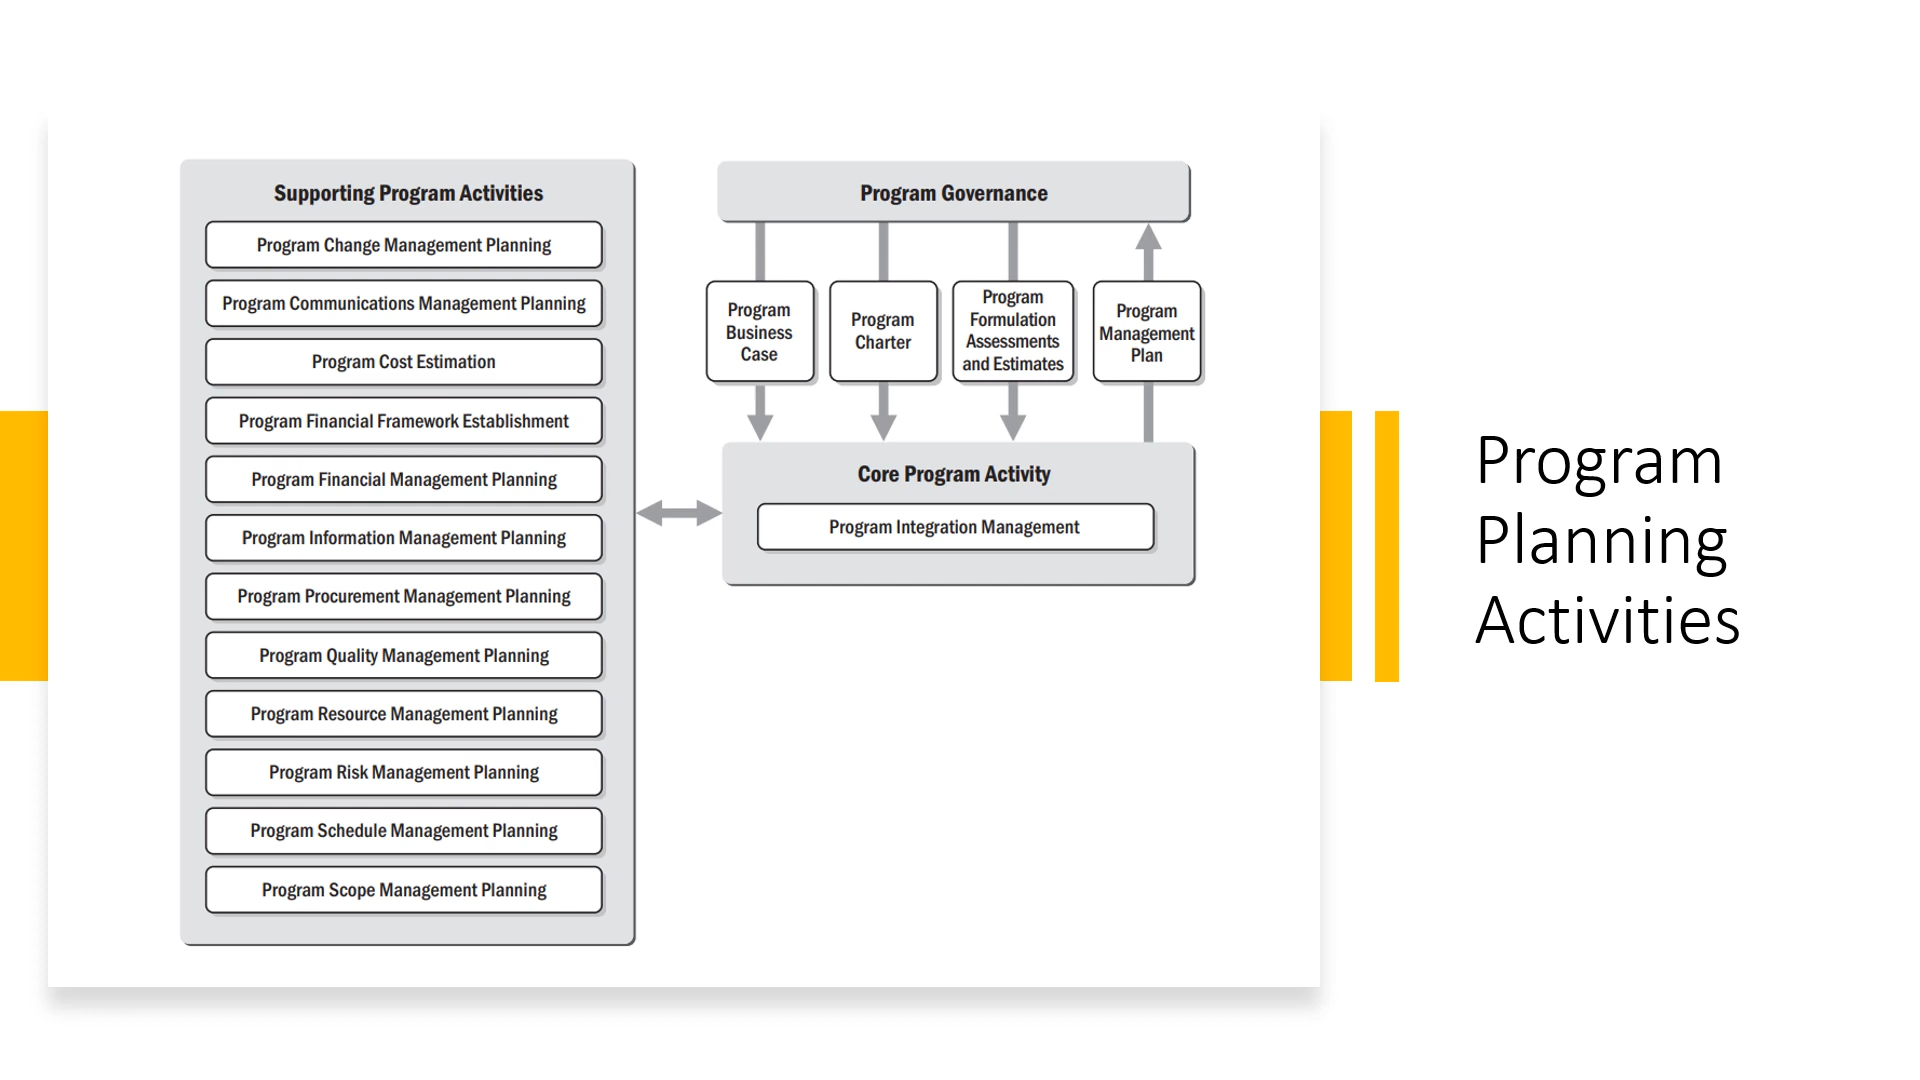 Supporting Program Activities
Program Change Management Planning
Program Communications Management Planning
Program Cost Estimation
Program Financial Framework Establishment
Program Financial Management Planning
Program Information Management Planning
Program Procurement Management Planning
Program Quality Management Planning
Program Resource Management Planning
Program Risk Management Planning
Program Schedule Management Planning
Program Scope Management Planning
Program Governance
Program
Business
Case
Program
Charter
Program
Formulation
Assessments
and Estimates
Program
Management
Plan
Core Program Activity
Program Integration Management
Program
Planning
Activities